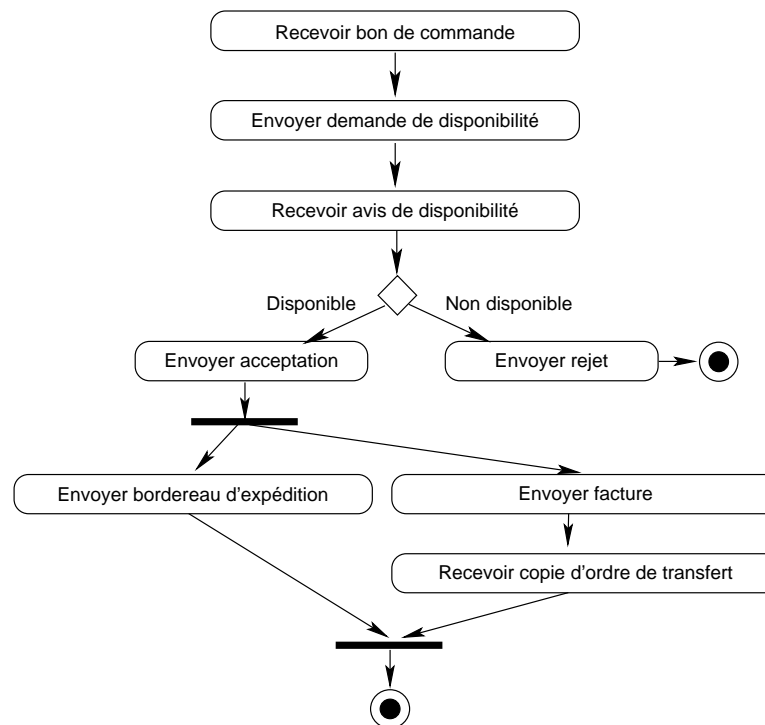 Recevoir bon de commande
Envoyer demande de disponibilité
Recevoir avis de disponibilité
Disponible
Non disponible
Envoyer acceptation
Envoyer rejet
Envoyer bordereau d'expédition
Envoyer facture
Recevoir copie d'ordre de transfert